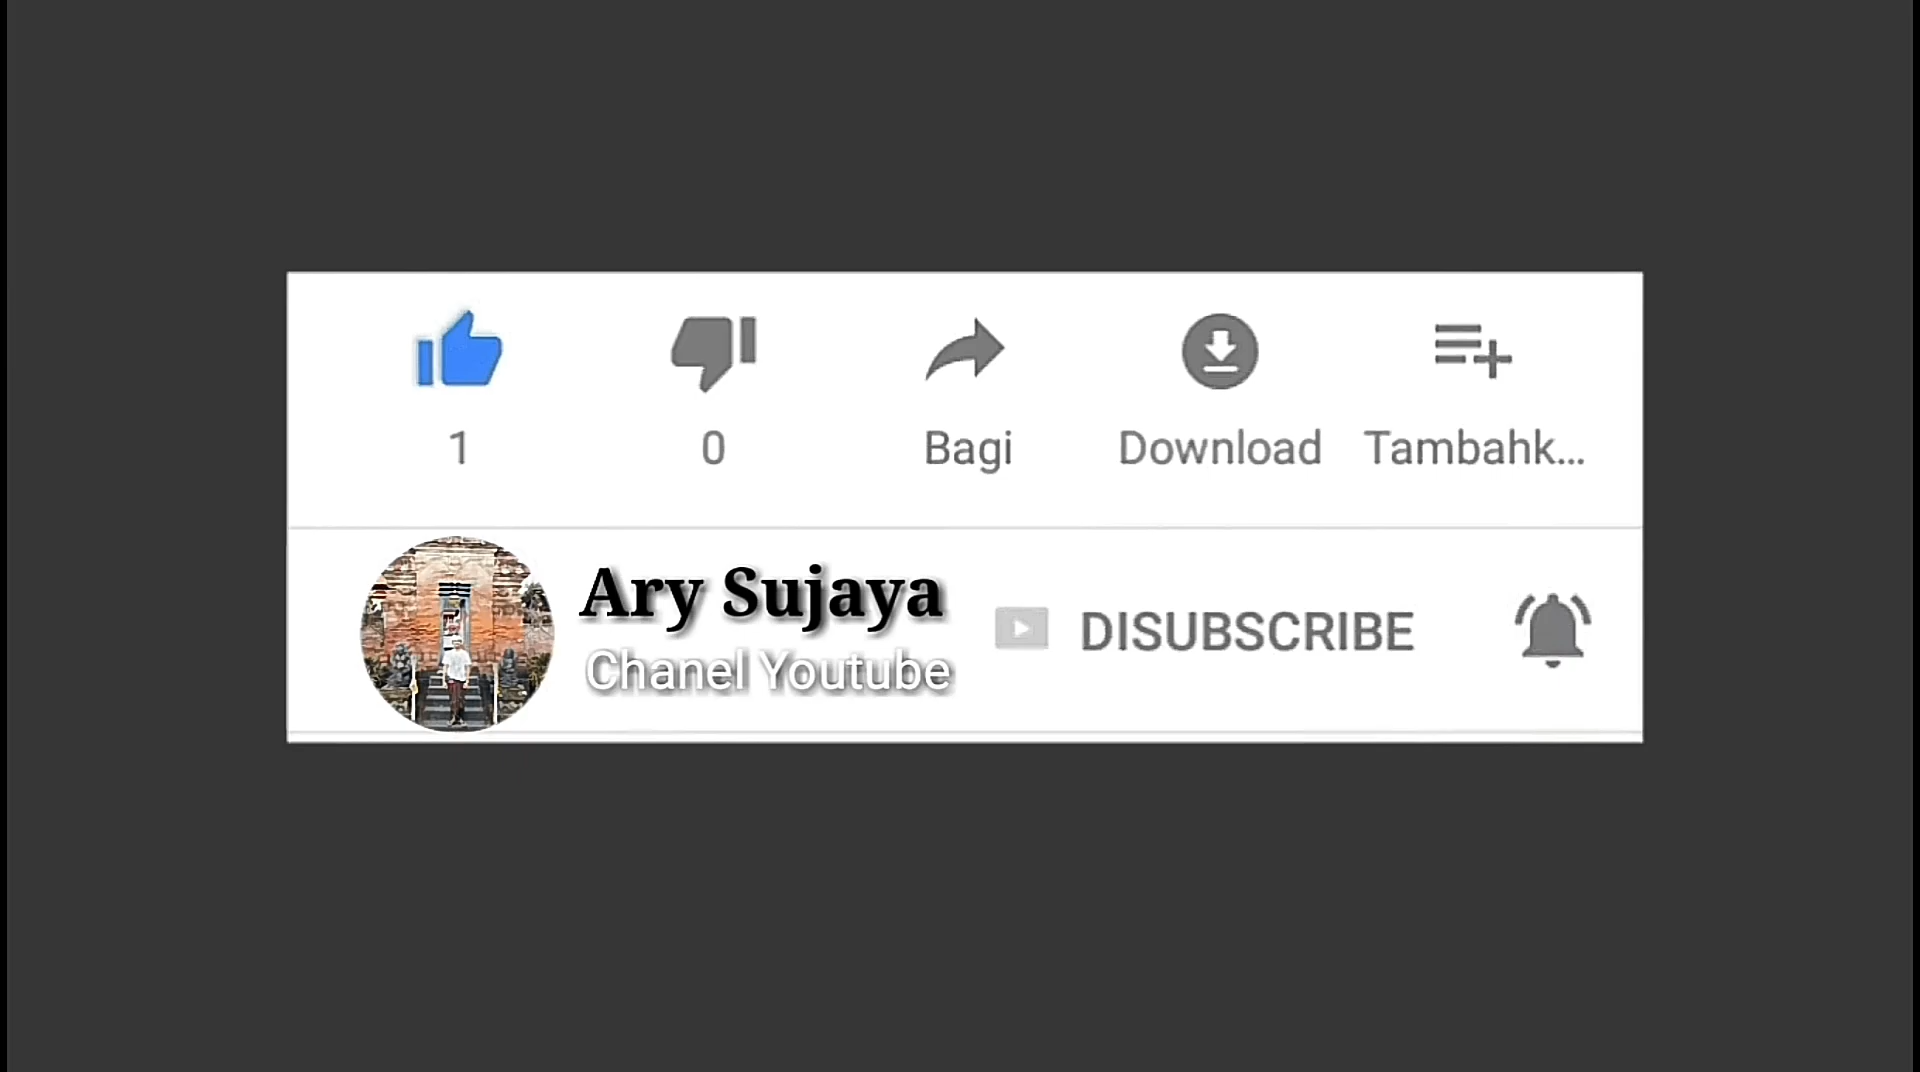 1
0
Bagi
Download
Tambahk...
Ary Sujaya
Chanel Youtube
DISUBSCRIBE